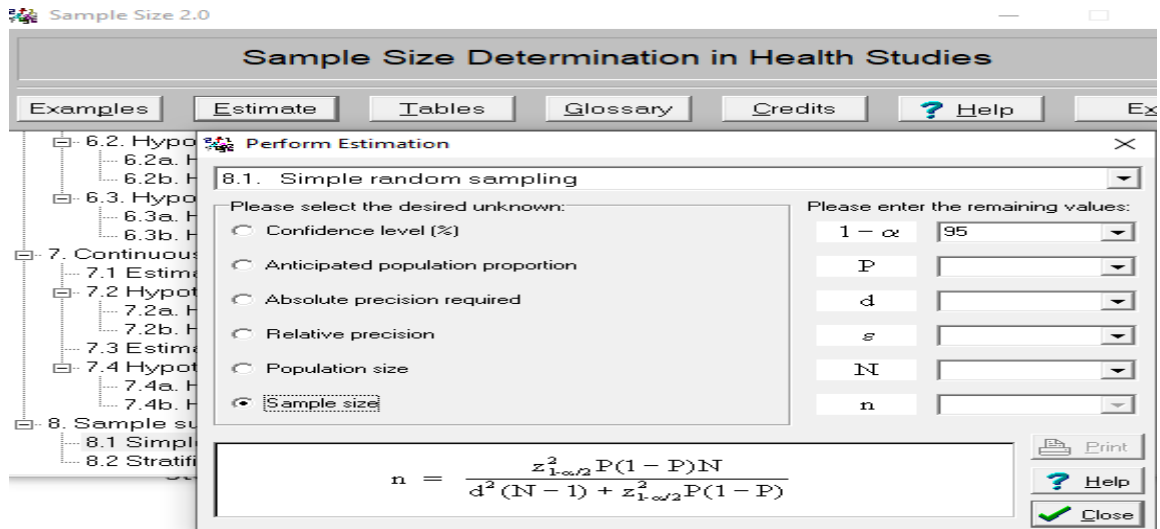 Sample Size 2.0
Sample Size Determination in Health Studies
Examples Estimate Tables Glossary Credits ? Help Ex
6.2. Hypo
6.2a. H
6.2b. H
6.3. Hypo
6.3a. H
6.3b. H
7. Continuous
7.1 Estima
7.2 Hypot
7.2a. H
7.2b. H
7.3 Estima
7.4 Hypot
7.4a. H
7.4b. H
8. Sample su
8.1 Simpl
8.2 Stratifi
Perform Estimation
8.1. Simple random sampling
Please select the desired unknown:
Confidence level (%)
Anticipated population proportion
Absolute precision required
Relative precision
Population size
Sample size
Please enter the remaining values:
1 − α 95
P
d
ε
N
n
n = z²₁₋α/₂P(1 − P)N / d²(N − 1) + z²₁₋α/₂P(1 − P)
Print
? Help
Close